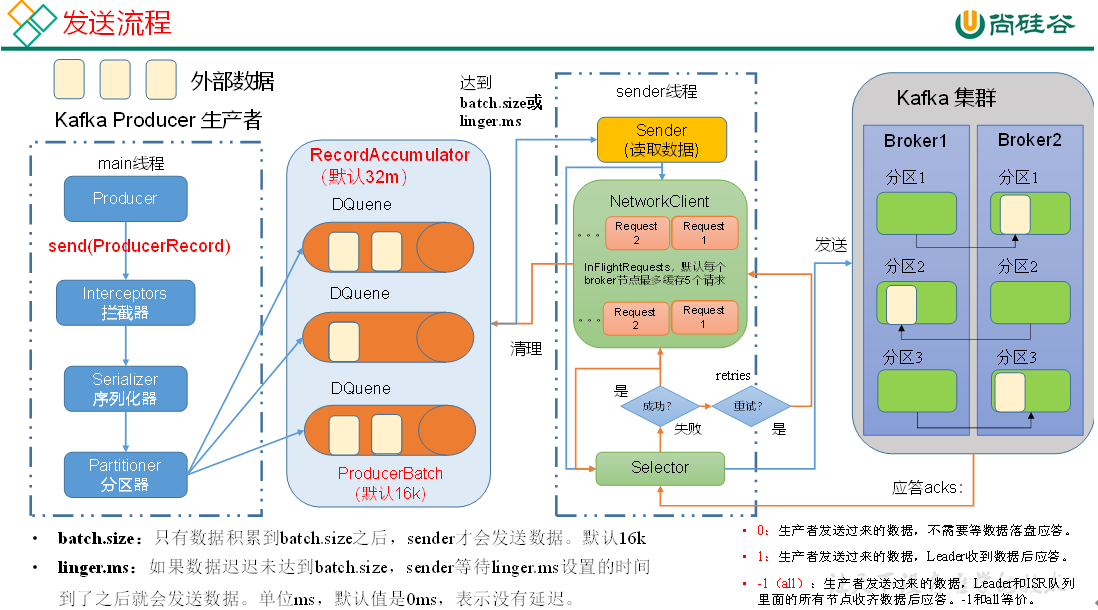 发送流程
尚硅谷
外部数据
Kafka Producer 生产者
main线程
Producer
send(ProducerRecord)
Interceptors
拦截器
Serializer
序列化器
Partitioner
分区器
RecordAccumulator
（默认32m）
DQuene
DQuene
DQuene
ProducerBatch
(默认16k)
达到
batch.size或
linger.ms
sender线程
Sender
(读取数据)
NetworkClient
。。。
Request
2
Request
1
InFlightRequests，默认每个
broker节点最多缓存5个请求
。。。
Request
2
Request
1
清理
是
成功？
失败
retries
重试？
是
Selector
发送
Kafka 集群
Broker1
分区1
分区2
分区3
Broker2
分区1
分区2
分区3
应答acks：
• batch.size：只有数据积累到batch.size之后，sender才会发送数据。默认16k
• linger.ms：如果数据迟迟未达到batch.size，sender等待linger.ms设置的时间
到了之后就会发送数据。单位ms，默认值是0ms，表示没有延迟。
• 0：生产者发送过来的数据，不需要等数据落盘应答。
• 1：生产者发送过来的数据，Leader收到数据后应答。
• -1（all）：生产者发送过来的数据，Leader和ISR队列
里面的所有节点收齐数据后应答。-1和all等价。